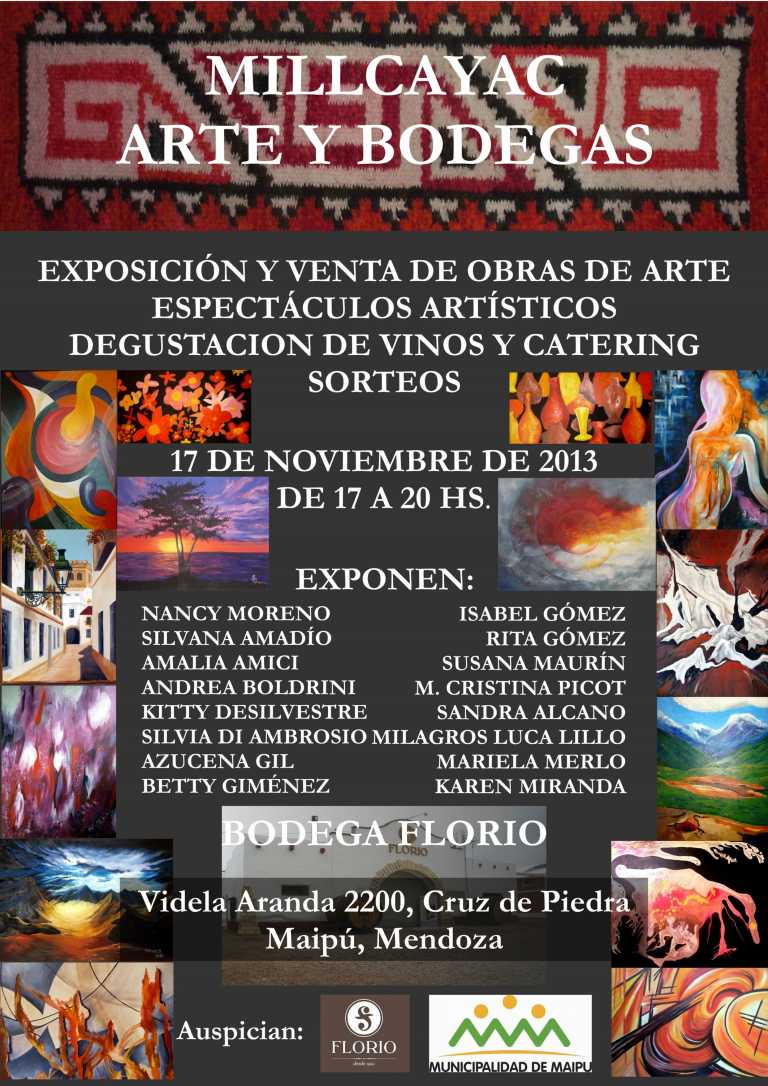 MILLCAYAC
ARTE Y BODEGAS
EXPOSICIÓN Y VENTA DE OBRAS DE ARTE
ESPECTÁCULOS ARTÍSTICOS
DEGUSTACION DE VINOS Y CATERING
SORTEOS
17 DE NOVIEMBRE DE 2013
DE 17 A 20 HS.
EXPONEN:
NANCY MORENO
SILVANA AMADÍO
AMALIA AMICI
ANDREA BOLDRINI
KITTY DESILVESTRE
SILVIA DI AMBROSIO
AZUCENA GIL
BETTY GIMÉNEZ
ISABEL GÓMEZ
RITA GÓMEZ
SUSANA MAURÍN
M. CRISTINA PICOT
SANDRA ALCANO
MILAGROS LUCA LILLO
MARIELA MERLO
KAREN MIRANDA
BODEGA FLORIO
FLORIO
Videla Aranda 2200, Cruz de Piedra
Maipú, Mendoza
Auspician:
FLORIO
MUNICIPALIDAD DE MAIPU